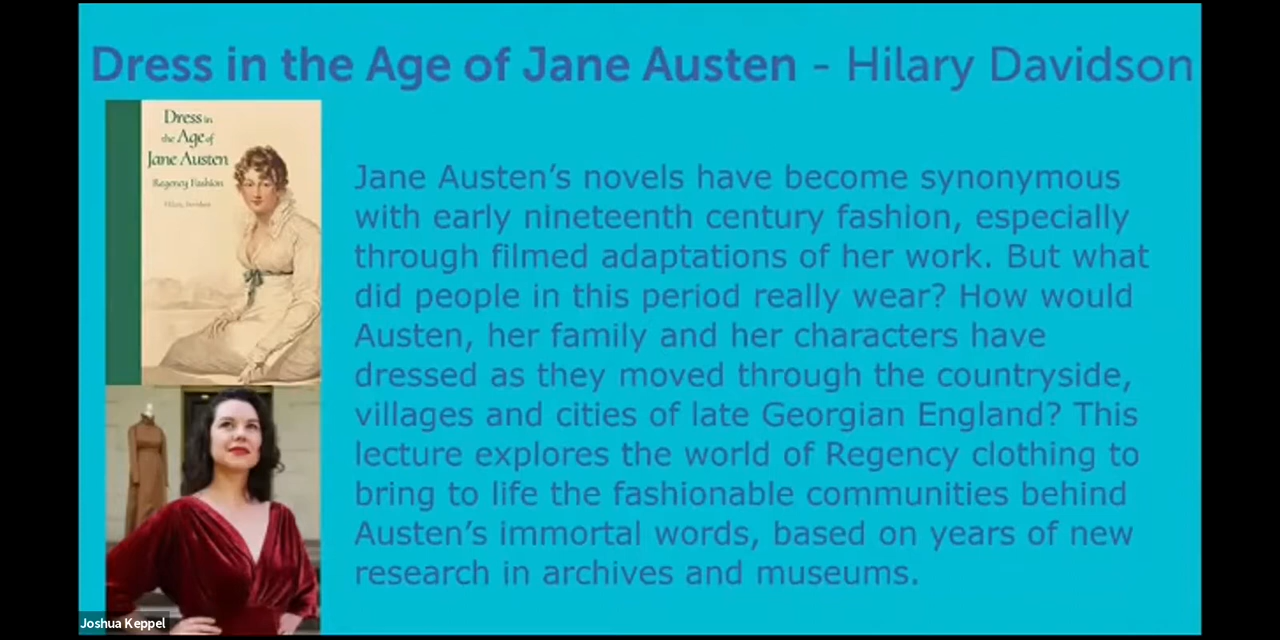 Dress in the Age of Jane Austen - Hilary Davidson
Dress in
the Age of
Jane Austen
Regency Fashion
Hilary Davidson
Jane Austen’s novels have become synonymous
with early nineteenth century fashion, especially
through filmed adaptations of her work. But what
did people in this period really wear? How would
Austen, her family and her characters have
dressed as they moved through the countryside,
villages and cities of late Georgian England? This
lecture explores the world of Regency clothing to
bring to life the fashionable communities behind
Austen’s immortal words, based on years of new
research in archives and museums.
Joshua Keppel